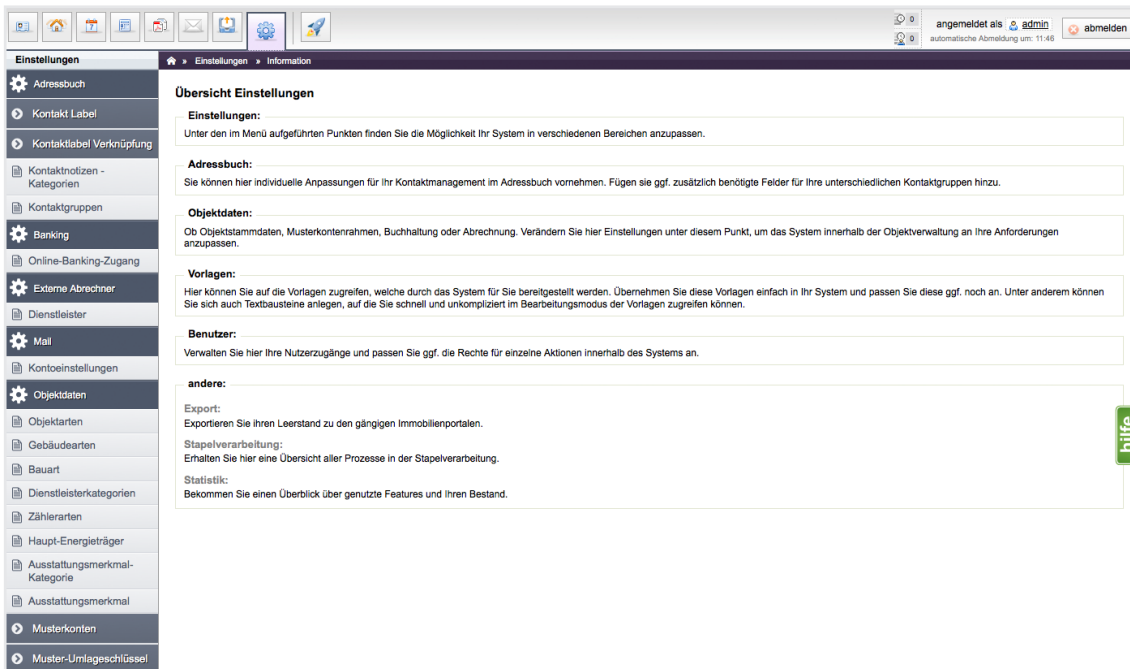 0
0
angemeldet als admin
automatische Abmeldung um: 11:46
abmelden
Einstellungen
» Einstellungen » Information
Adressbuch
Kontakt Label
Kontaktlabel Verknüpfung
Kontaktnotizen -
Kategorien
Kontaktgruppen
Banking
Online-Banking-Zugang
Externe Abrechner
Dienstleister
Mail
Kontoeinstellungen
Objektdaten
Objektarten
Gebäudearten
Bauart
Dienstleisterkategorien
Zählerarten
Haupt-Energieträger
Ausstattungsmerkmal-
Kategorie
Ausstattungsmerkmal
Musterkonten
Muster-Umlageschlüssel
Übersicht Einstellungen
Einstellungen:
Unter den im Menü aufgeführten Punkten finden Sie die Möglichkeit Ihr System in verschiedenen Bereichen anzupassen.
Adressbuch:
Sie können hier individuelle Anpassungen für Ihr Kontaktmanagement im Adressbuch vornehmen. Fügen sie ggf. zusätzlich benötigte Felder für Ihre unterschiedlichen Kontaktgruppen hinzu.
Objektdaten:
Ob Objektstammdaten, Musterkontenrahmen, Buchhaltung oder Abrechnung. Verändern Sie hier Einstellungen unter diesem Punkt, um das System innerhalb der Objektverwaltung an Ihre Anforderungen
anzupassen.
Vorlagen:
Hier können Sie auf die Vorlagen zugreifen, welche durch das System für Sie bereitgestellt werden. Übernehmen Sie diese Vorlagen einfach in Ihr System und passen Sie diese ggf. noch an. Unter anderem können
Sie sich auch Textbausteine anlegen, auf die Sie schnell und unkompliziert im Bearbeitungsmodus der Vorlagen zugreifen können.
Benutzer:
Verwalten Sie hier Ihre Nutzerzugänge und passen Sie ggf. die Rechte für einzelne Aktionen innerhalb des Systems an.
andere:
Export:
Exportieren Sie ihren Leerstand zu den gängigen Immobilienportalen.
Stapelverarbeitung:
Erhalten Sie hier eine Übersicht aller Prozesse in der Stapelverarbeitung.
Statistik:
Bekommen Sie einen Überblick über genutzte Features und Ihren Bestand.
hilfe